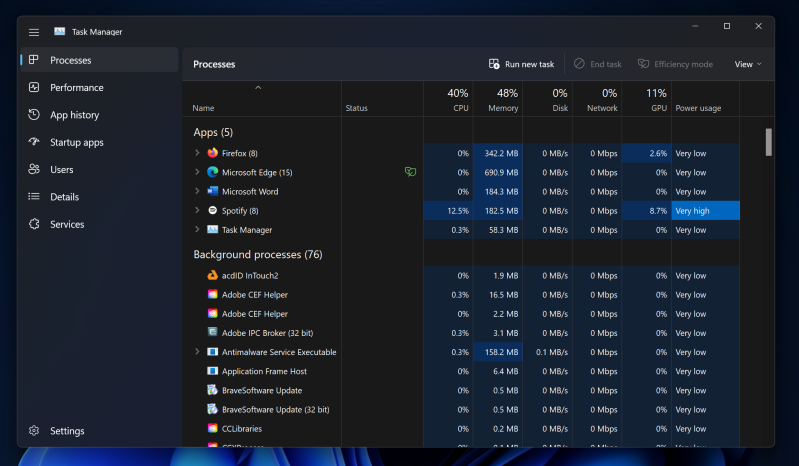 Task Manager
Processes
Performance
App history
Startup apps
Users
Details
Services
Settings
Processes Run new task End task Efficiency mode View
40% 48% 0% 0% 11%
Name Status CPU Memory Disk Network GPU Power usage
Apps (5)
Firefox (8) 0% 342.2 MB 0 MB/s 0 Mbps 2.6% Very low
Microsoft Edge (15) 0% 690.9 MB 0 MB/s 0 Mbps 0% Very low
Microsoft Word 0% 184.3 MB 0 MB/s 0 Mbps 0% Very low
Spotify (8) 12.5% 182.5 MB 0 MB/s 0 Mbps 8.7% Very high
Task Manager 0.3% 58.3 MB 0 MB/s 0 Mbps 0% Very low
Background processes (76)
acdID InTouch2 0% 1.9 MB 0 MB/s 0 Mbps 0% Very low
Adobe CEF Helper 0.3% 16.5 MB 0 MB/s 0 Mbps 0% Very low
Adobe CEF Helper 0% 2.2 MB 0 MB/s 0 Mbps 0% Very low
Adobe IPC Broker (32 bit) 0% 3.1 MB 0 MB/s 0 Mbps 0% Very low
Antimalware Service Executable 0.3% 158.2 MB 0.1 MB/s 0 Mbps 0% Very low
Application Frame Host 0% 6.4 MB 0 MB/s 0 Mbps 0% Very low
BraveSoftware Update 0% 0.5 MB 0 MB/s 0 Mbps 0% Very low
BraveSoftware Update (32 bit) 0% 0.5 MB 0 MB/s 0 Mbps 0% Very low
CCLibraries 0% 0.2 MB 0 MB/s 0 Mbps 0% Very low